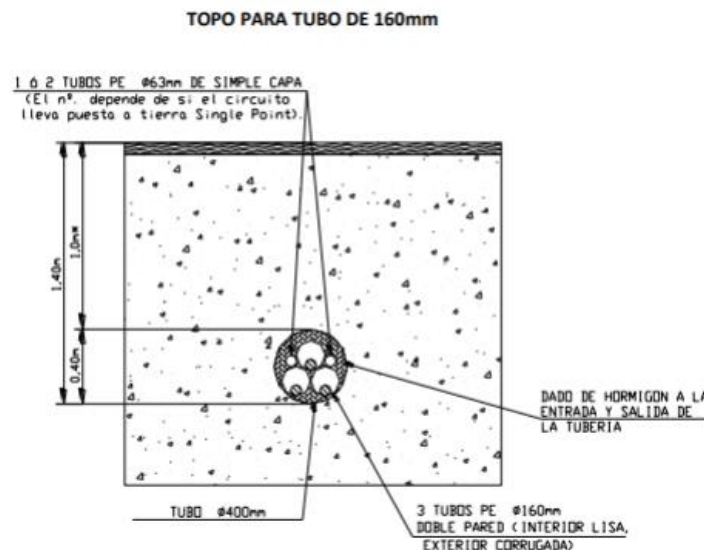 TOPO PARA TUBO DE 160mm
1 ó 2 TUBOS PE Ø63mm DE SIMPLE CAPA
(El nº. depende de si el circuito
lleva puesta a tierra Single Point).
1,40m
1,0m*
0,40m
DADO DE HORMIGON A LA
ENTRADA Y SALIDA DE
LA TUBERIA
TUBO Ø400mm
3 TUBOS PE Ø160mm
DOBLE PARED (INTERIOR LISA,
EXTERIOR CORRUGADA)